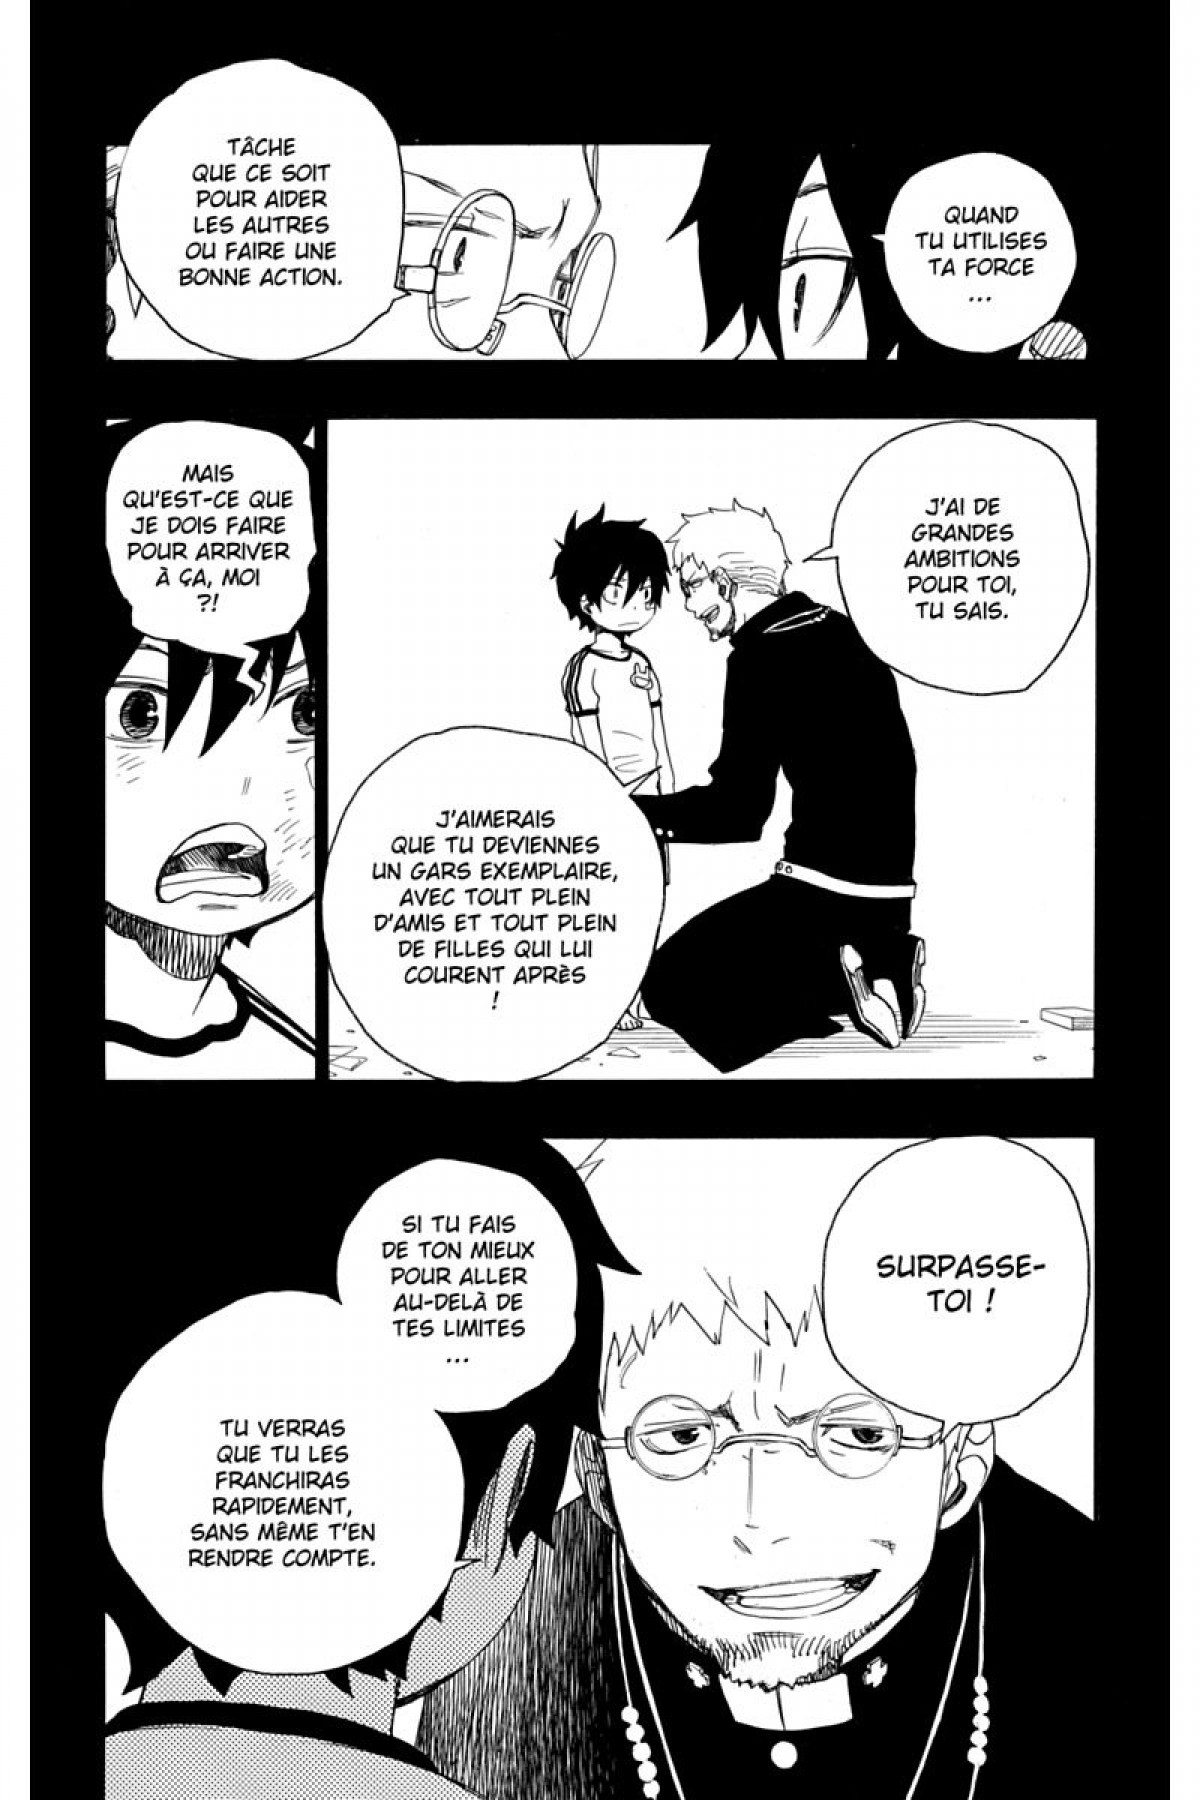 QUAND
TU UTILISES
TA FORCE
...
TÂCHE
QUE CE SOIT
POUR AIDER
LES AUTRES
OU FAIRE UNE
BONNE ACTION.
J'AI DE
GRANDES
AMBITIONS
POUR TOI,
TU SAIS.
J'AIMERAIS
QUE TU DEVIENNES
UN GARS EXEMPLAIRE,
AVEC TOUT PLEIN
D'AMIS ET TOUT PLEIN
DE FILLES QUI LUI
COURENT APRÈS
!
MAIS
QU'EST-CE QUE
JE DOIS FAIRE
POUR ARRIVER
À ÇA, MOI
?!
SURPASSE-
TOI !
SI TU FAIS
DE TON MIEUX
POUR ALLER
AU-DELÀ DE
TES LIMITES
...
TU VERRAS
QUE TU LES
FRANCHIRAS
RAPIDEMENT,
SANS MÊME T'EN
RENDRE COMPTE.